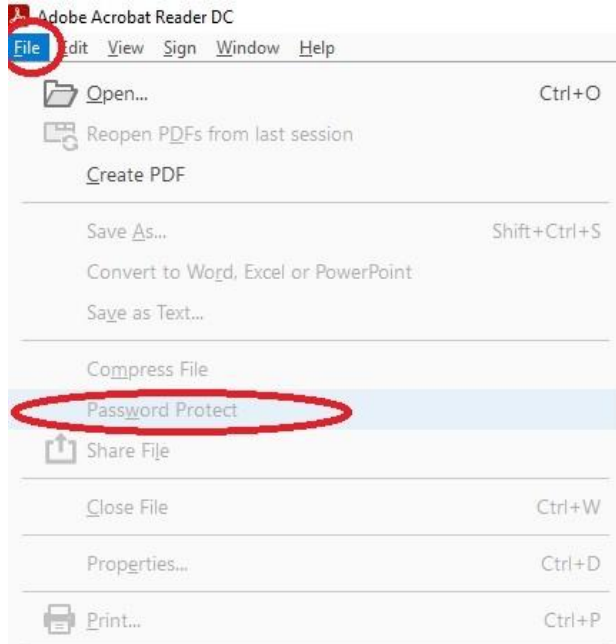 Adobe Acrobat Reader DC
File Edit View Sign Window Help
Open... Ctrl+O
Reopen PDFs from last session
Create PDF
Save As... Shift+Ctrl+S
Convert to Word, Excel or PowerPoint
Save as Text...
Compress File
Password Protect
Share File
Close File Ctrl+W
Properties... Ctrl+D
Print... Ctrl+P